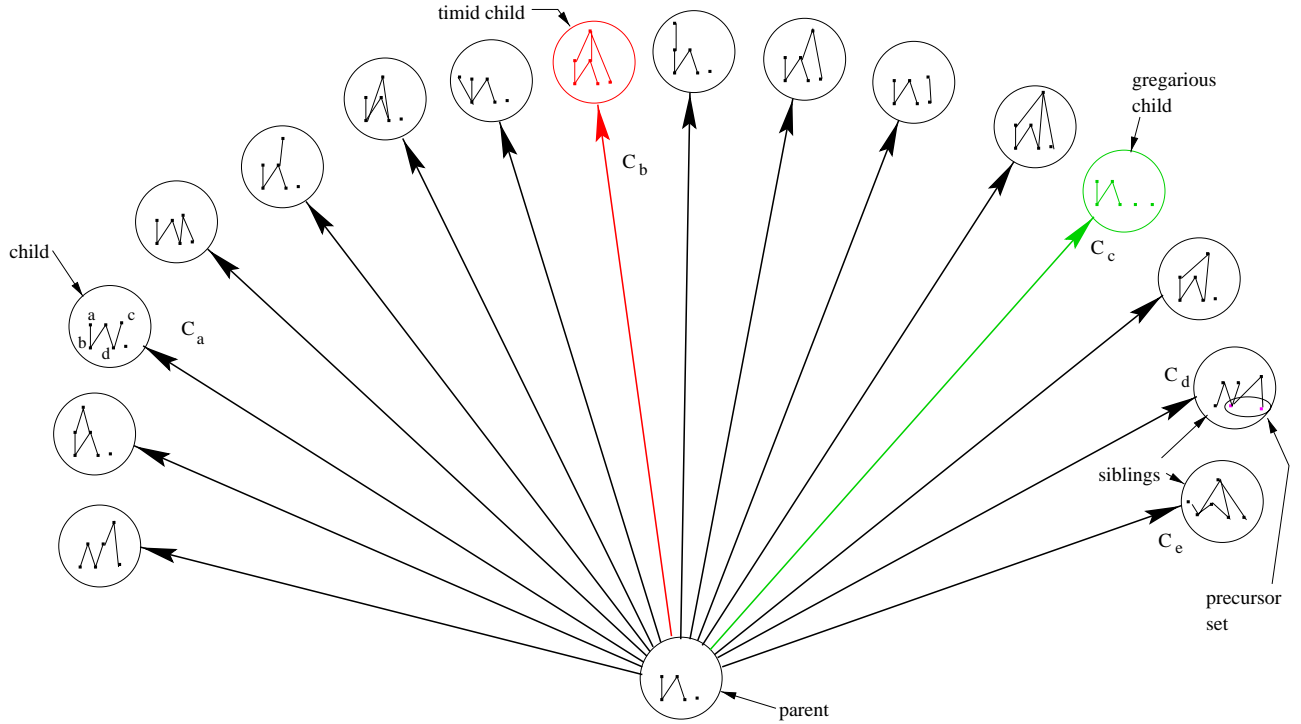 timid child
gregarious
child
C b
child
C a
a
c
b
d
C c
C d
siblings
C e
precursor
set
parent